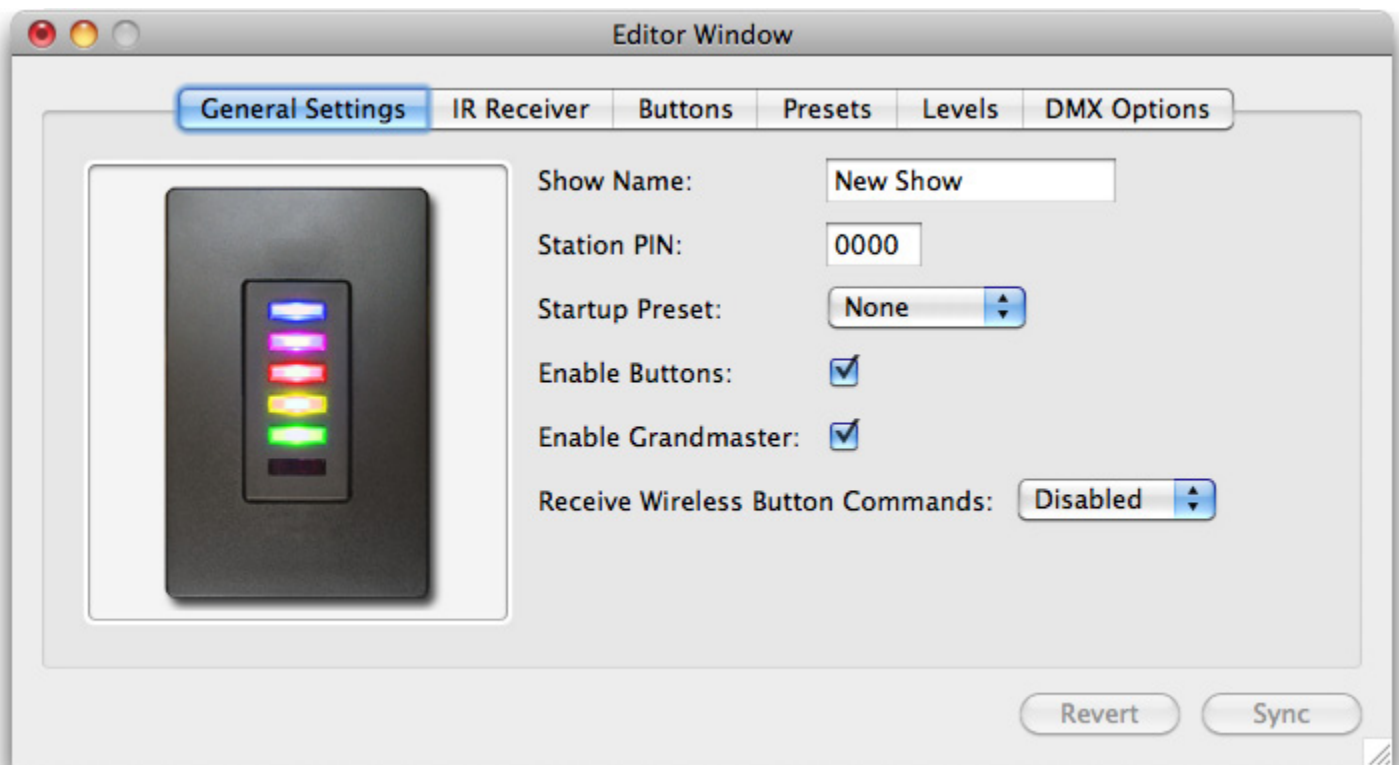 Editor Window
General Settings IR Receiver Buttons Presets Levels DMX Options
Show Name: New Show
Station PIN: 0000
Startup Preset: None
Enable Buttons:
Enable Grandmaster:
Receive Wireless Button Commands: Disabled
Revert Sync